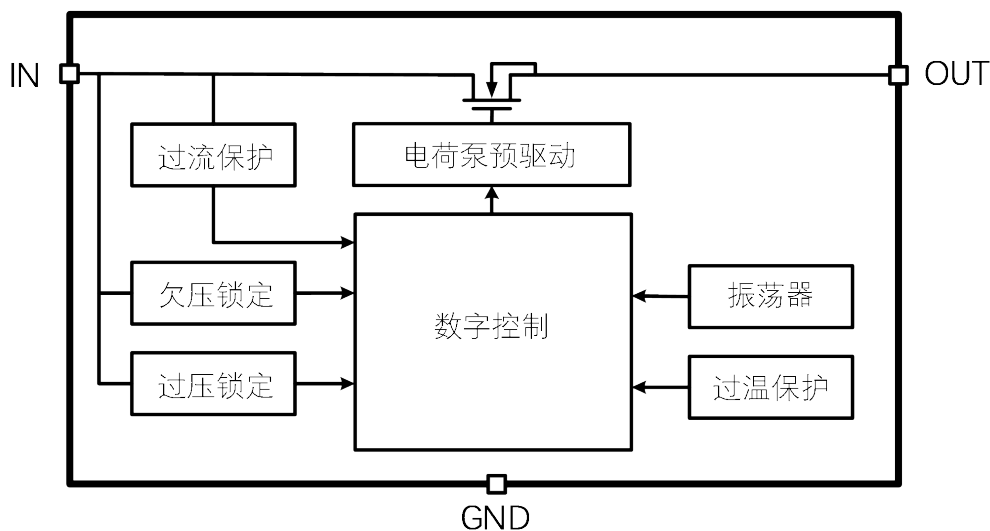 IN
OUT
过流保护
电荷泵预驱动
欠压锁定
振荡器
数字控制
过压锁定
过温保护
GND